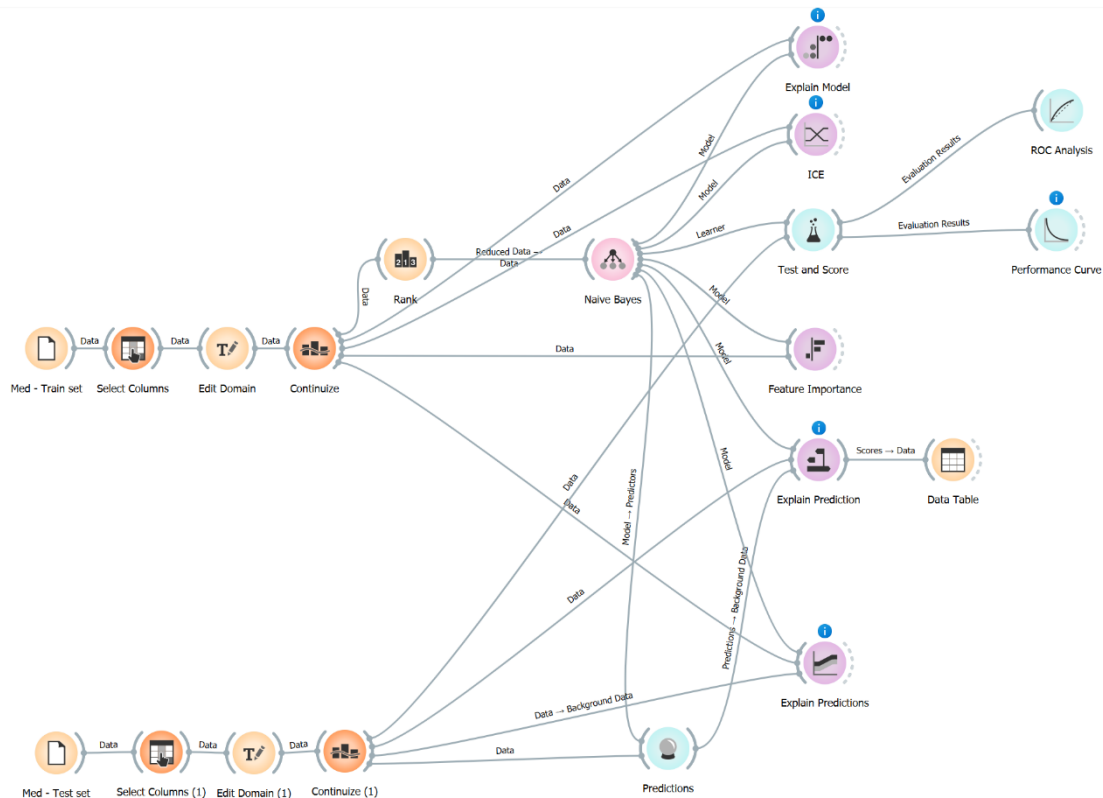 Explain Model
ICE
ROC Analysis
Model
Data
Model
Evaluation Results
Data
Learner
Evaluation Results
Reduced Data →
Data
Test and Score
Performance Curve
Rank
Naive Bayes
Data
Model
Data
Data
Data
Data
Model
Feature Importance
Med - Train set
Select Columns
Edit Domain
Continuize
Scores → Data
Model
Data
Data
Explain Prediction
Data Table
Model → Predictors
Data
Predictions → Background Data
Data → Background Data
Explain Predictions
Data
Data
Data
Data
Predictions
Med - Test set
Select Columns (1)
Edit Domain (1)
Continuize (1)